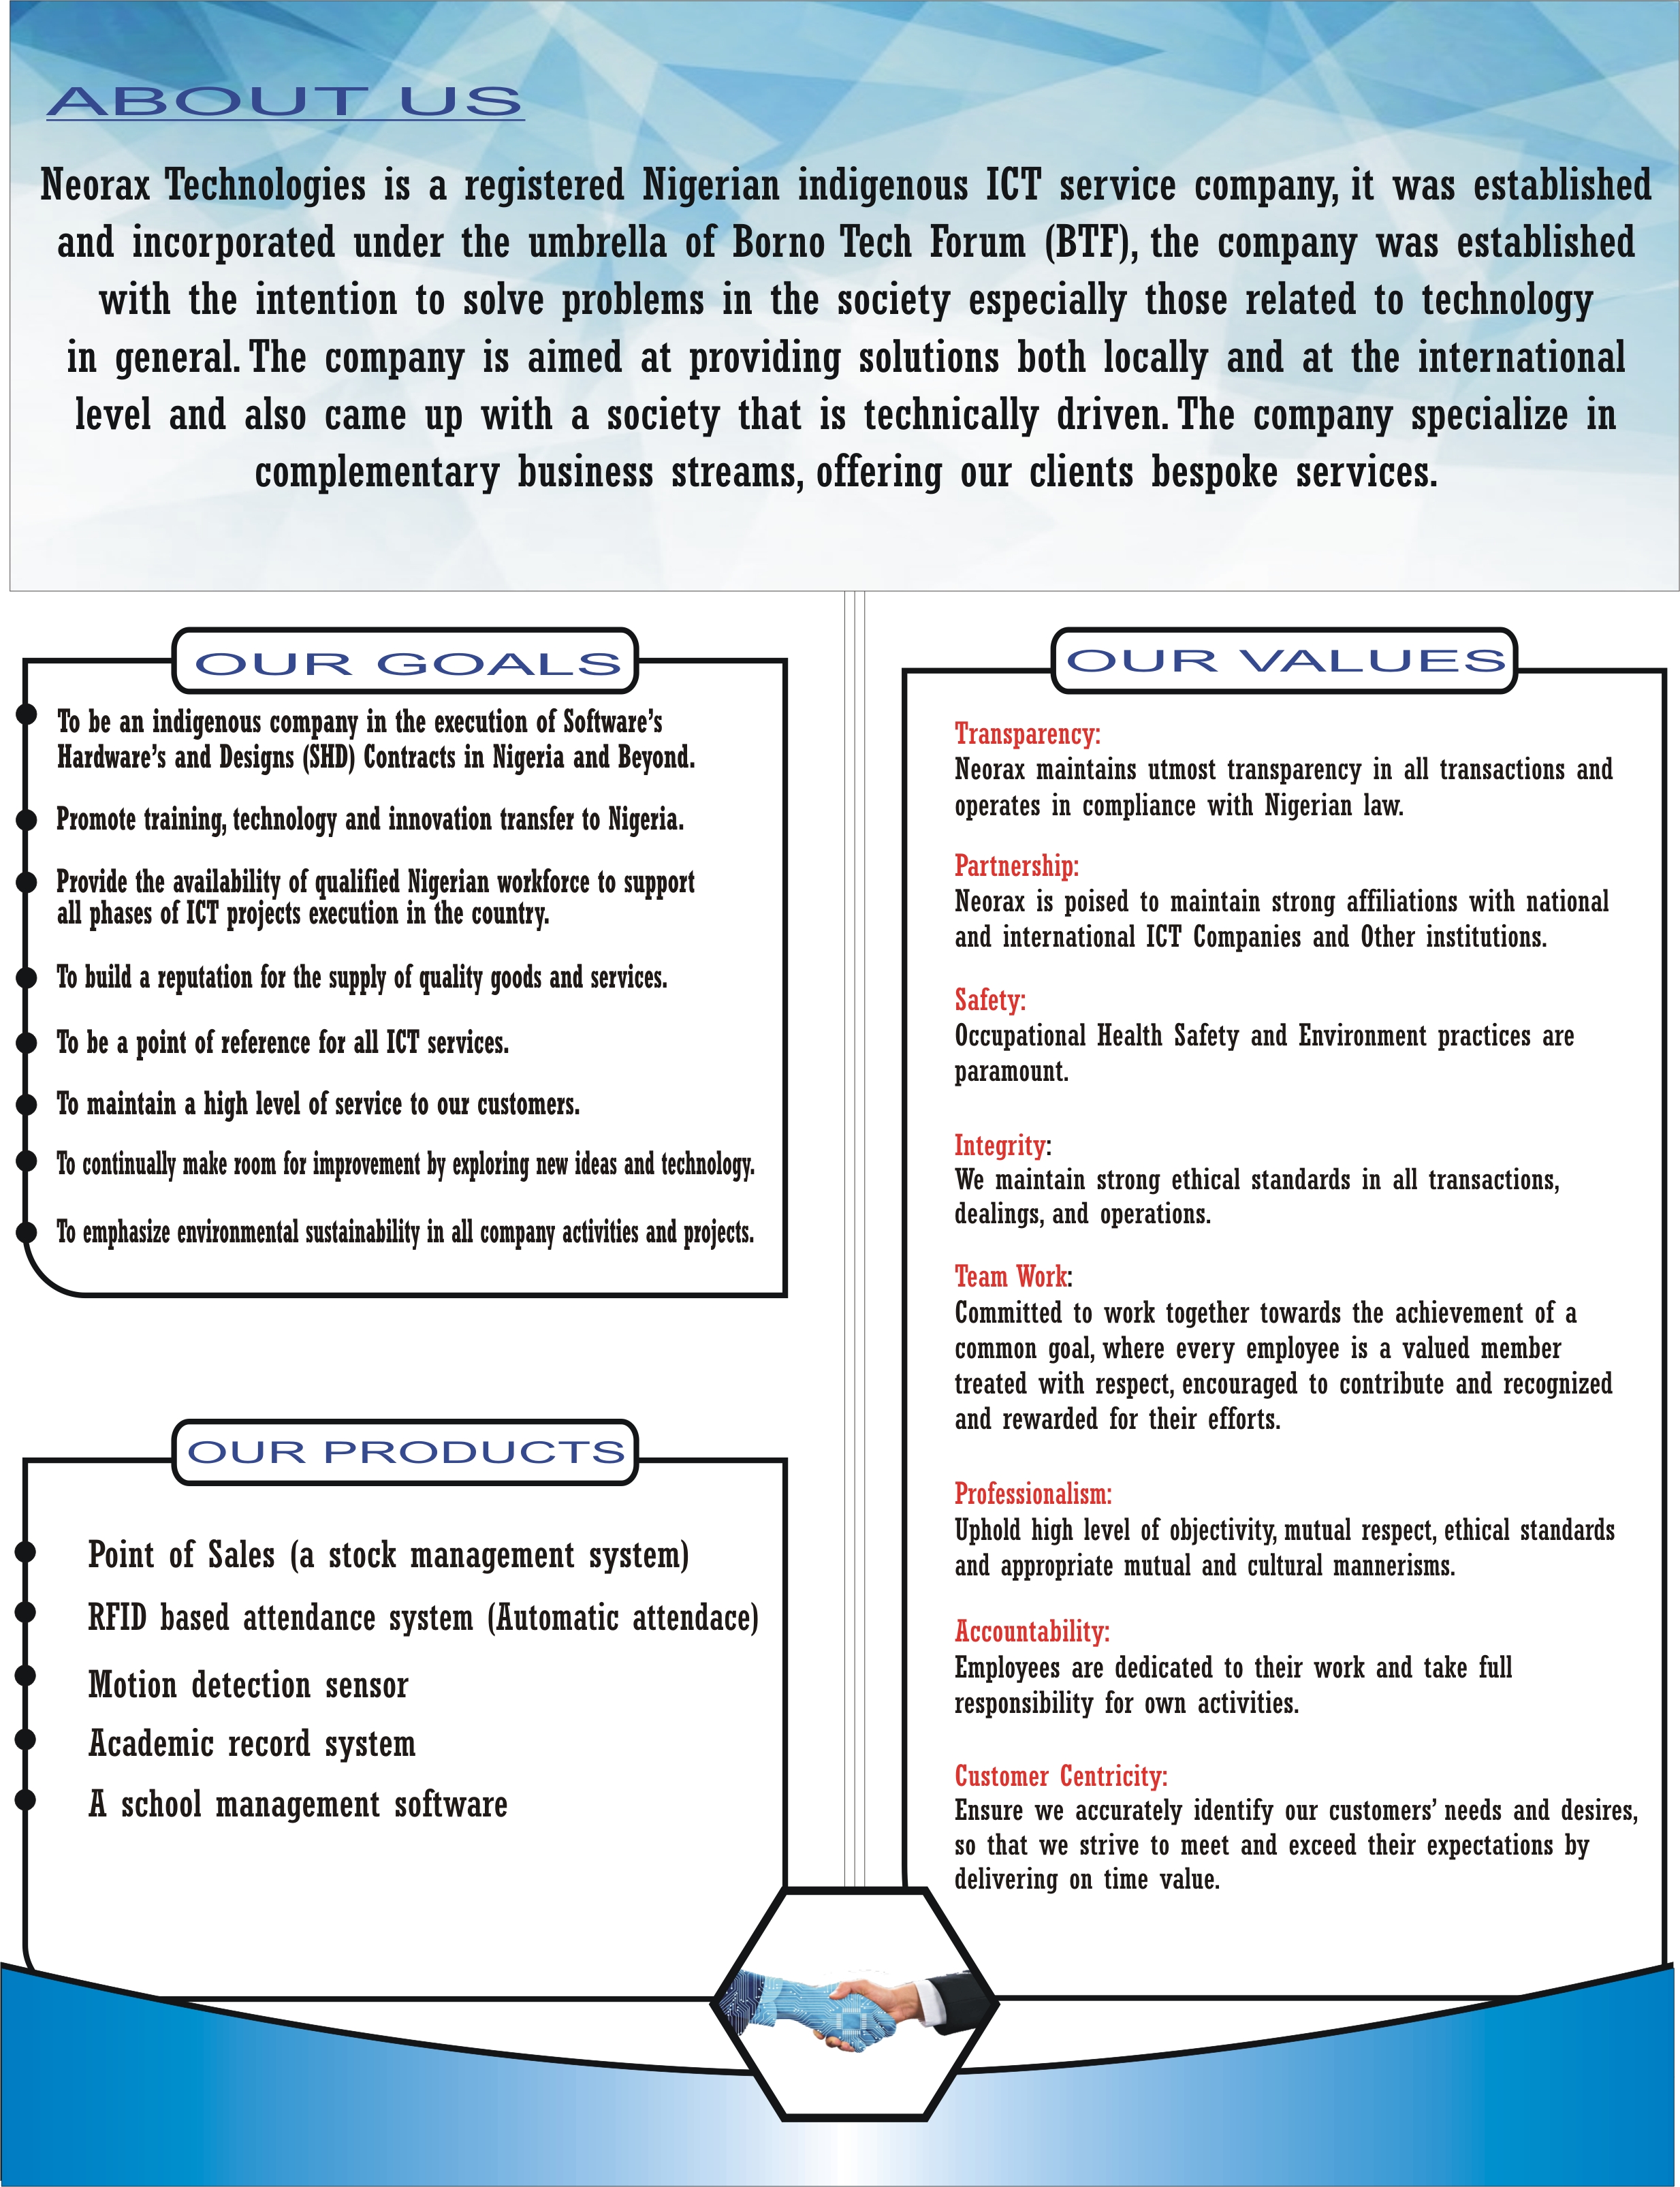 ABOUT US
Neorax Technologies is a registered Nigerian indigenous ICT service company, it was established
and incorporated under the umbrella of Borno Tech Forum (BTF), the company was established
with the intention to solve problems in the society especially those related to technology
in general. The company is aimed at providing solutions both locally and at the international
level and also came up with a society that is technically driven. The company specialize in
complementary business streams, offering our clients bespoke services.
OUR GOALS
To be an indigenous company in the execution of Software's
Hardware's and Designs (SHD) Contracts in Nigeria and Beyond.
Promote training, technology and innovation transfer to Nigeria.
Provide the availability of qualified Nigerian workforce to support
all phases of ICT projects execution in the country.
To build a reputation for the supply of quality goods and services.
To be a point of reference for all ICT services.
To maintain a high level of service to our customers.
To continually make room for improvement by exploring new ideas and technology.
To emphasize environmental sustainability in all company activities and projects.
OUR PRODUCTS
Point of Sales (a stock management system)
RFID based attendance system (Automatic attendace)
Motion detection sensor
Academic record system
A school management software
OUR VALUES
Transparency:
Neorax maintains utmost transparency in all transactions and
operates in compliance with Nigerian law.
Partnership:
Neorax is poised to maintain strong affiliations with national
and international ICT Companies and Other institutions.
Safety:
Occupational Health Safety and Environment practices are
paramount.
Integrity:
We maintain strong ethical standards in all transactions,
dealings, and operations.
Team Work:
Committed to work together towards the achievement of a
common goal, where every employee is a valued member
treated with respect, encouraged to contribute and recognized
and rewarded for their efforts.
Professionalism:
Uphold high level of objectivity, mutual respect, ethical standards
and appropriate mutual and cultural mannerisms.
Accountability:
Employees are dedicated to their work and take full
responsibility for own activities.
Customer Centricity:
Ensure we accurately identify our customers' needs and desires,
so that we strive to meet and exceed their expectations by
delivering on time value.